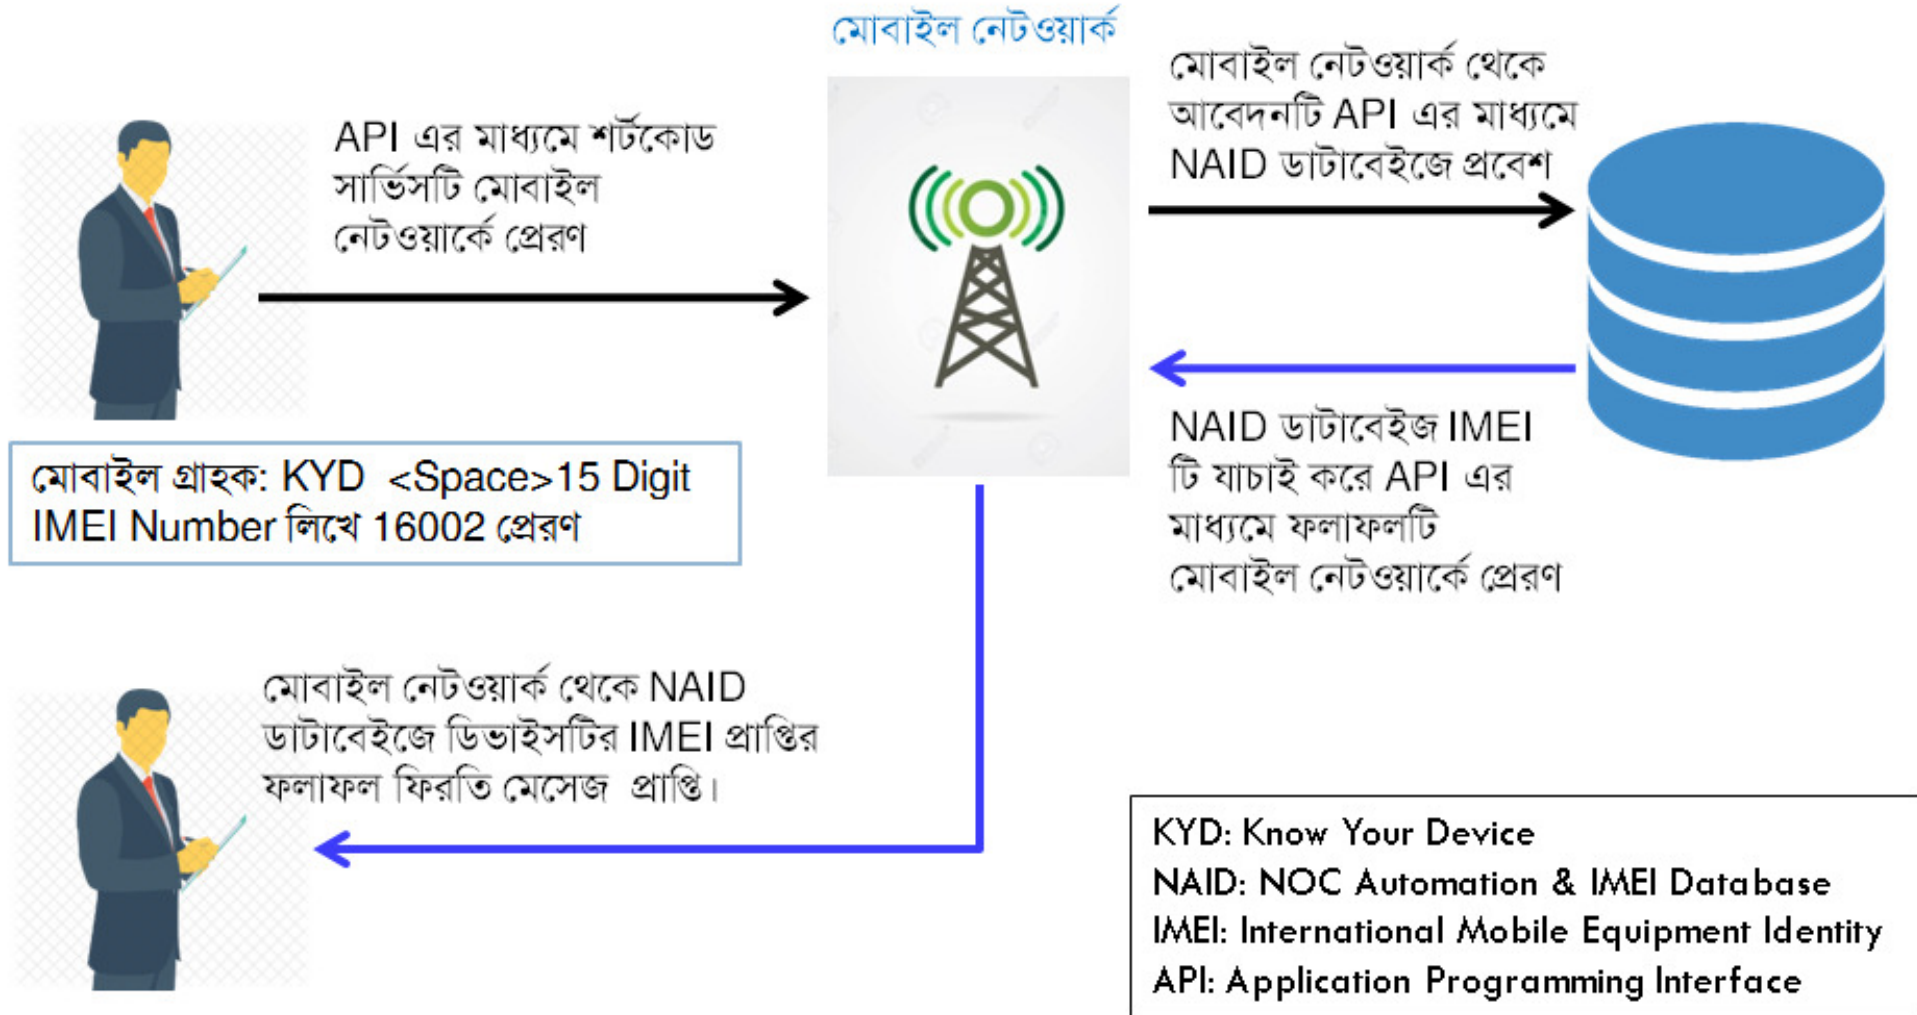 মোবাইল নেটওয়ার্ক
API এর মাধ্যমে শর্টকোড
সার্ভিসটি মোবাইল
নেটওয়ার্কে প্রেরণ
মোবাইল নেটওয়ার্ক থেকে
আবেদনটি API এর মাধ্যমে
NAID ডাটাবেইজে প্রবেশ
মোবাইল গ্রাহক: KYD <Space>15 Digit
IMEI Number লিখে 16002 প্রেরণ
NAID ডাটাবেইজ IMEI
টি যাচাই করে API এর
মাধ্যমে ফলাফলটি
মোবাইল নেটওয়ার্কে প্রেরণ
মোবাইল নেটওয়ার্ক থেকে NAID
ডাটাবেইজে ডিভাইসটির IMEI প্রাপ্তির
ফলাফল ফিরতি মেসেজ প্রাপ্তি।
KYD: Know Your Device
NAID: NOC Automation & IMEI Database
IMEI: International Mobile Equipment Identity
API: Application Programming Interface